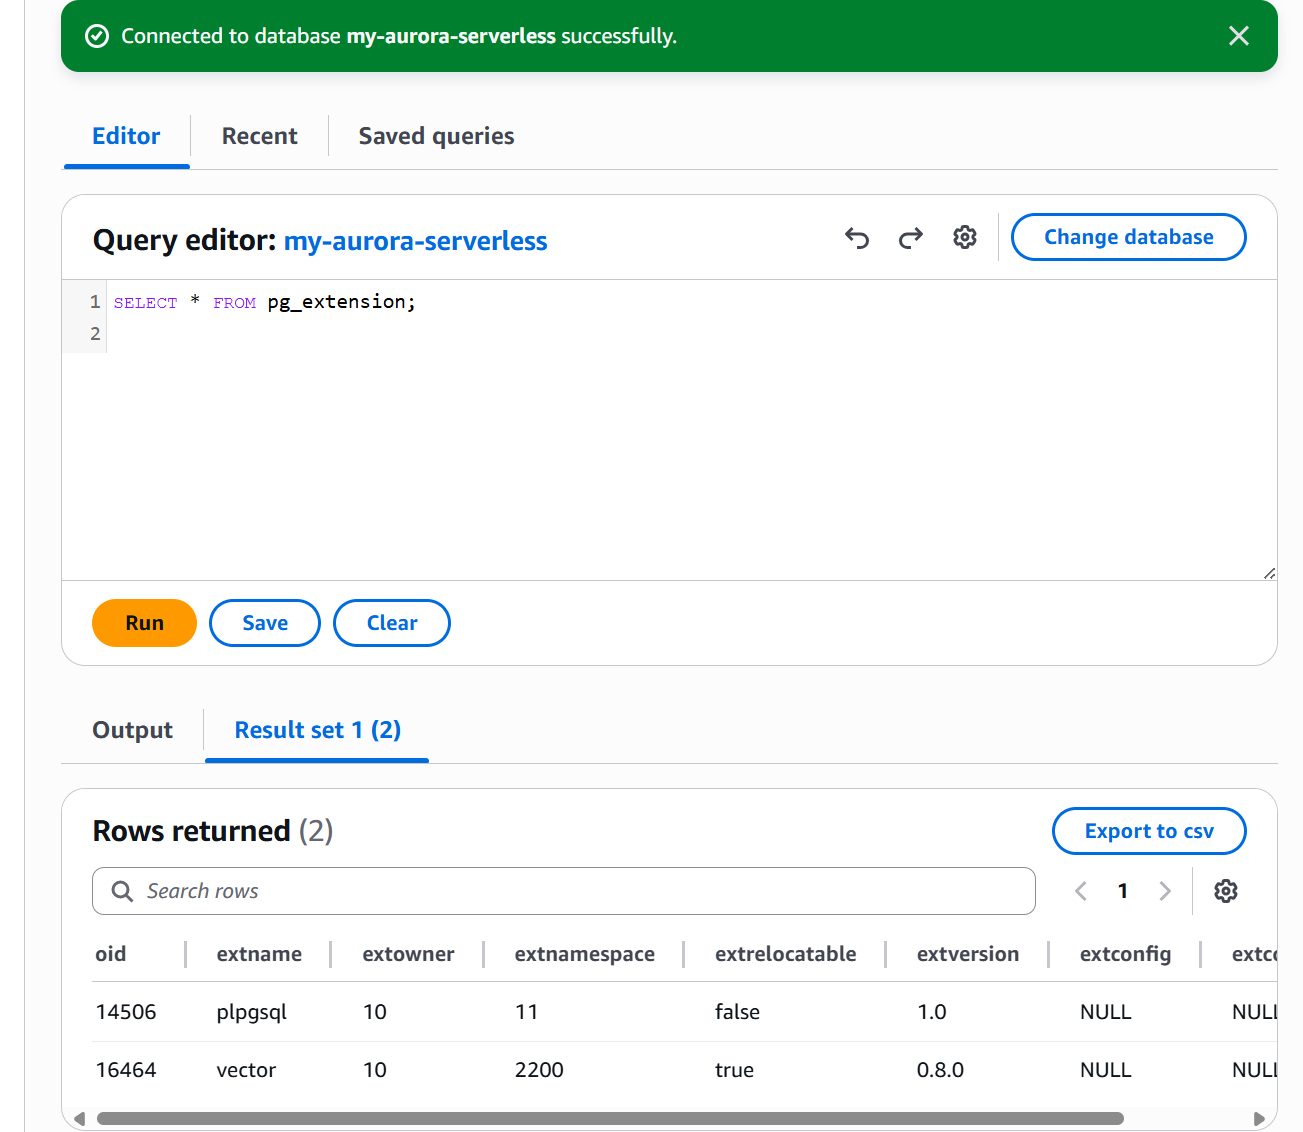 Connected to database my-aurora-serverless successfully.
Editor Recent Saved queries
Query editor: my-aurora-serverless Change database
1 SELECT * FROM pg_extension;
2
Run Save Clear
Output Result set 1 (2)
Rows returned (2) Export to csv
Search rows 1
oid extname extowner extnamespace extrelocatable extversion extconfig
14506 plpgsql 10 11 false 1.0 NULL
16464 vector 10 2200 true 0.8.0 NULL